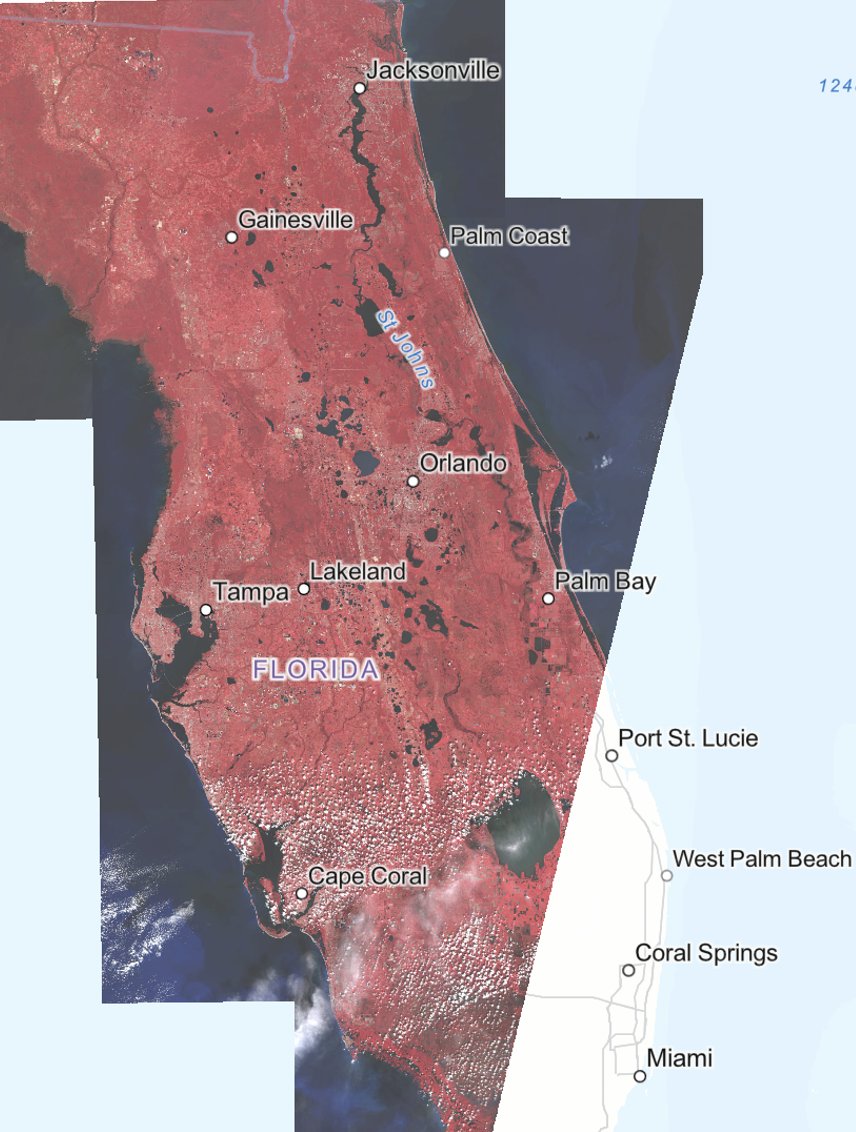 Jacksonville
Gainesville
Palm Coast
St Johns
Orlando
Lakeland
Tampa
Palm Bay
FLORIDA
Port St. Lucie
West Palm Beach
Cape Coral
Coral Springs
Miami